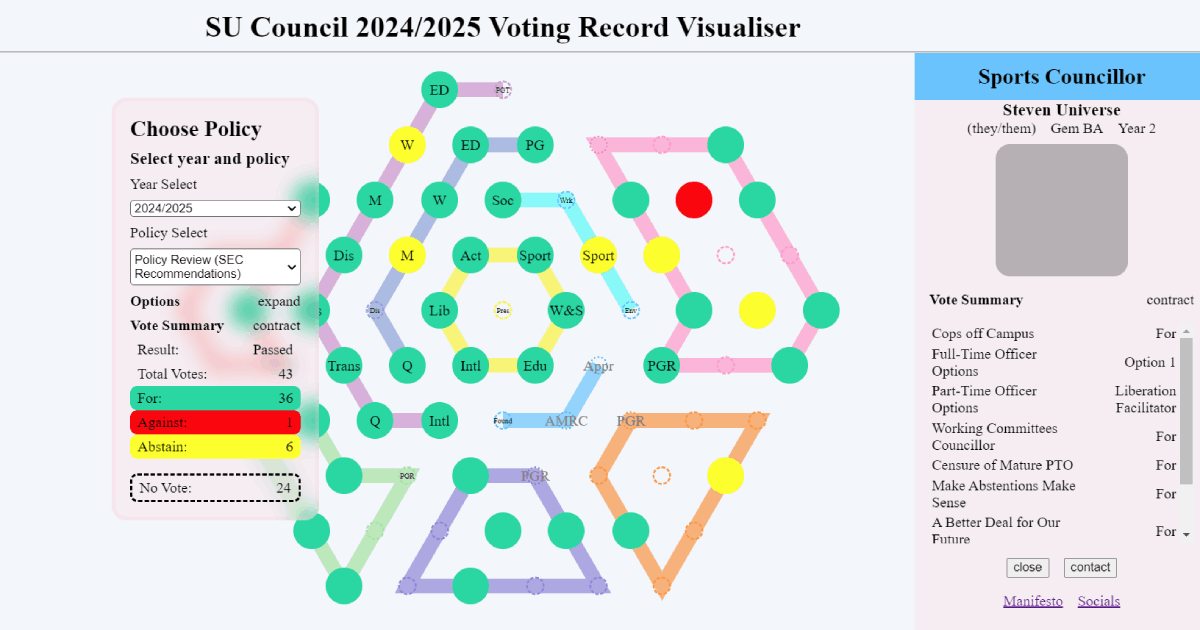 SU Council 2024/2025 Voting Record Visualiser
Choose Policy
Select year and policy
Year Select
2024/2025
Policy Select
Policy Review (SEC
Recommendations)
Options expand
Vote Summary contract
Result: Passed
Total Votes: 43
For: 36
Against: 1
Abstain: 6
No Vote: 24
ED POT
W ED PG
M W Soc Wrk
Dis M Act Sport Sport
s Dis Lib Pres W&S Env
Trans Q Intl Edu Appr PGR
Q Intl Found AMRC PGR
PGR PGR
Sports Councillor
Steven Universe
(they/them) Gem BA Year 2
Vote Summary contract
Cops off Campus For
Full-Time Officer
Options Option 1
Part-Time Officer Liberation
Options Facilitator
Working Committees
Councillor For
Censure of Mature PTO For
Make Abstentions Make
Sense For
A Better Deal for Our
Future For
close contact
Manifesto Socials